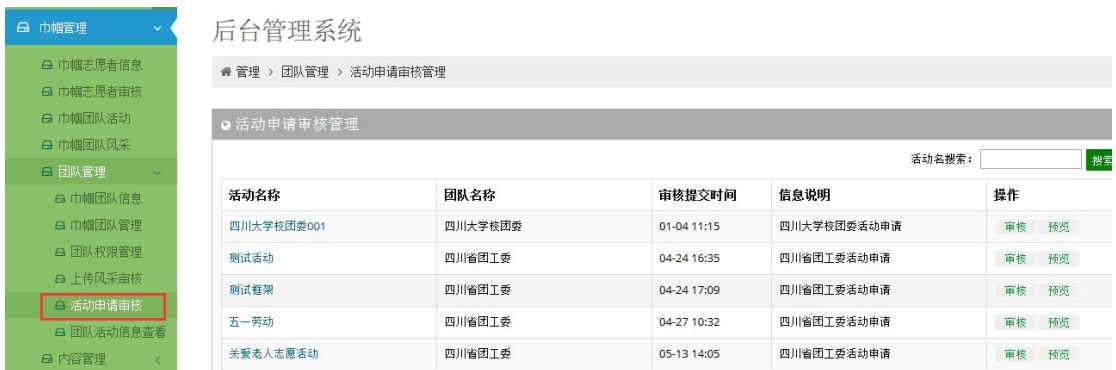 巾帼管理
巾帼志愿者信息
巾帼志愿者审核
巾帼团队活动
巾帼团队风采
团队管理
巾帼团队信息
巾帼团队管理
团队权限管理
上传风采审核
活动申请审核
团队活动信息查看
内容管理
后台管理系统
管理 > 团队管理 > 活动申请审核管理
活动申请审核管理
活动名搜索： 搜索
活动名称 团队名称 审核提交时间 信息说明 操作
四川大学校团委001 四川大学校团委 01-04 11:15 四川大学校团委活动申请 审核 预览
测试活动 四川省团工委 04-24 16:35 四川省团工委活动申请 审核 预览
测试框架 四川省团工委 04-24 17:09 四川省团工委活动申请 审核 预览
五一劳动 四川省团工委 04-27 10:32 四川省团工委活动申请 审核 预览
关爱老人志愿活动 四川省团工委 05-13 14:05 四川省团工委活动申请 审核 预览